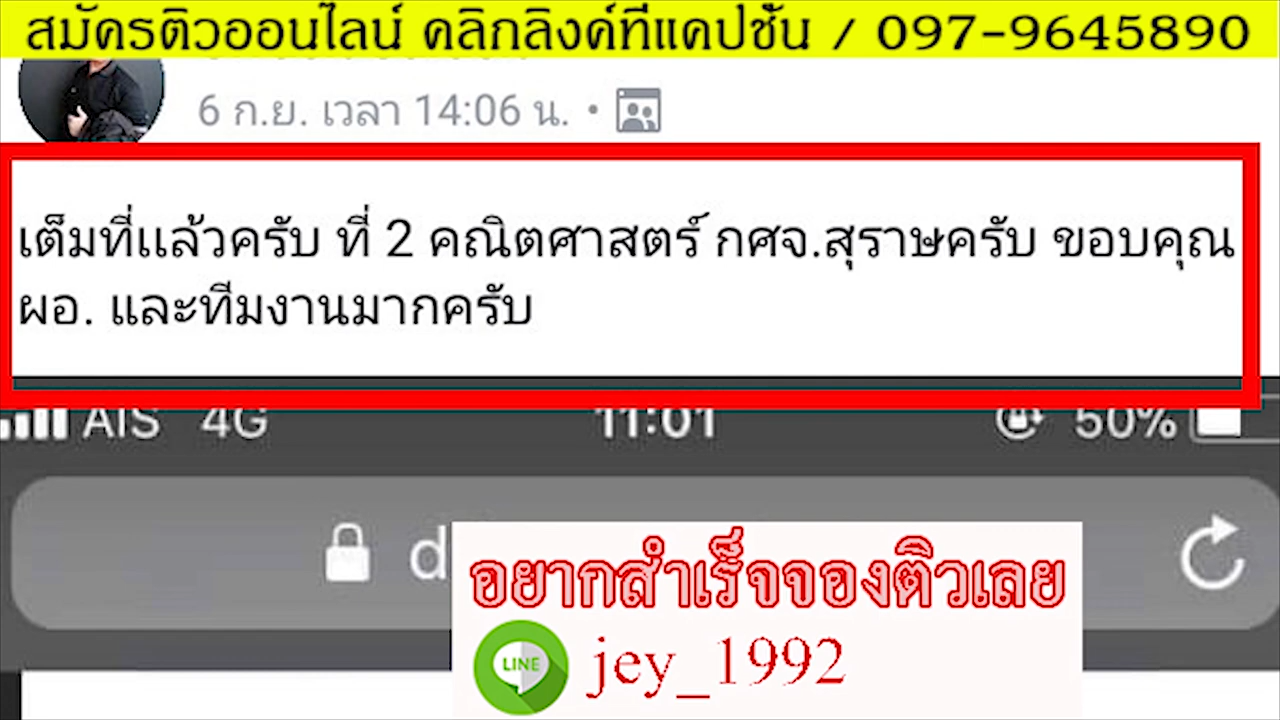 สมัครติวออนไลน์ คลิกลิงค์ที่แคปชั่น / 097-9645890
6 ก.ย. เวลา 14:06 น. •
เต็มที่แล้วครับ ที่ 2 คณิตศาสตร์ กศจ.สุราษครับ ขอบคุณ
ผอ. และทีมงานมากครับ
AIS 4G 11:01 50%
d
อยากสำเร็จจองติวเลย
LINE jey_1992